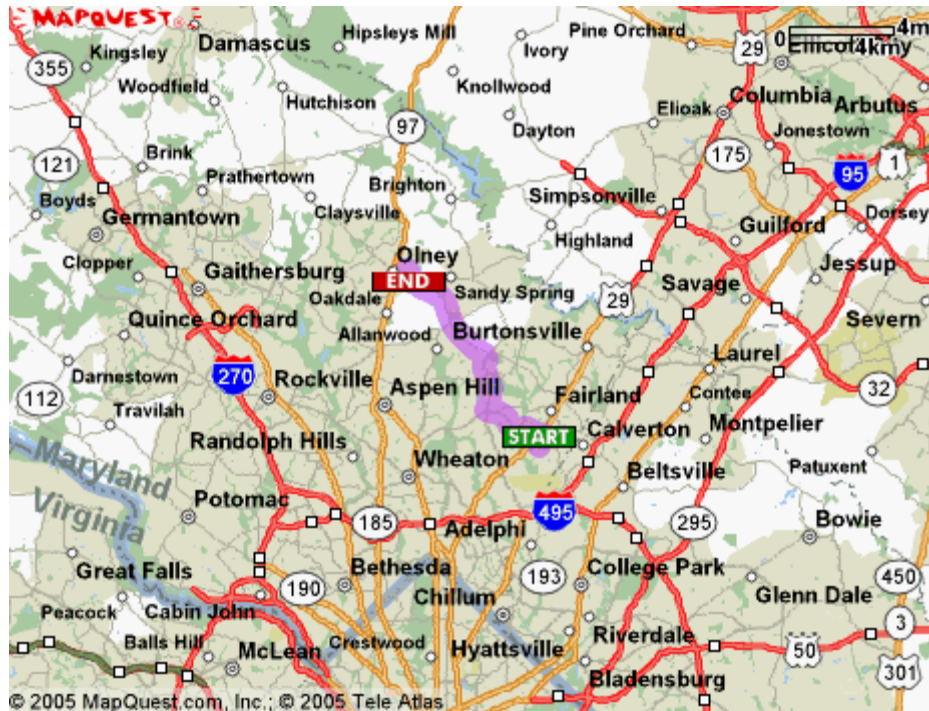 MAPQUEST
Damascus
Hipsleys Mill
Pine Orchard
29
0
4m
4km
Kingsley
Ivory
355
Woodfield
Hutchison
Knollwood
Elioak
Columbia
Arbutus
97
Dayton
Jonestown
121
Brink
175
95
1
Prathertown
Brighton
Simpsonville
Boyds
Claysville
Dorsey
Germantown
Highland
Guilford
Clopper
Gaithersburg
Olney
Jessup
END
Sandy Spring
Savage
Oakdale
29
Quince Orchard
Allanwood
Burtonsville
Severn
Laurel
Darnestown
270
Rockville
Aspen Hill
Fairland
Contee
32
112
Travilah
START
Calverton
Montpelier
Randolph Hills
Maryland
Wheaton
Beltsville
Patuxent
Virginia
Potomac
495
185
Adelphi
295
Bowie
Great Falls
190
Bethesda
193
College Park
450
Chillum
Glenn Dale
Peacock
Cabin John
3
Balls Hill
Crestwood
Hyattsville
Riverdale
50
McLean
Bladensburg
301
© 2005 MapQuest.com, Inc.; © 2005 Tele Atlas